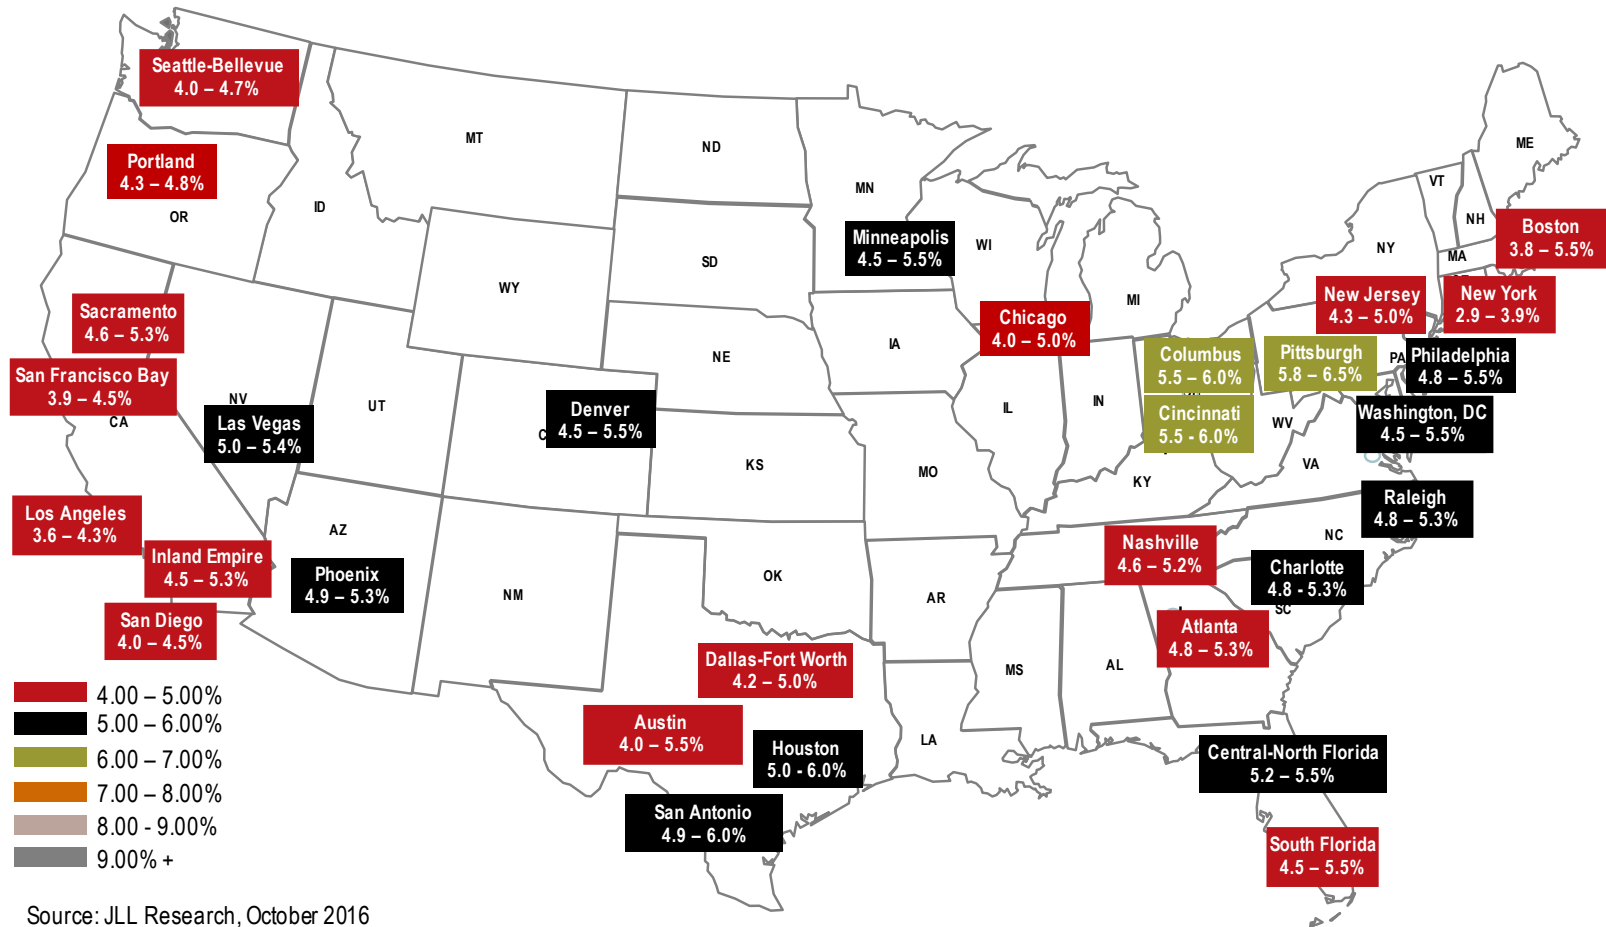 Seattle-Bellevue
4.0 – 4.7%
Portland
4.3 – 4.8%
OR
ID
MT
ND
MN
ME
VT
NH
Boston
3.8 – 5.5%
MA
NY
Minneapolis
4.5 – 5.5%
WI
SD
WY
MI
New Jersey
4.3 – 5.0%
New York
2.9 – 3.9%
Sacramento
4.6 – 5.3%
Chicago
4.0 – 5.0%
San Francisco Bay
3.9 – 4.5%
CA
NV
UT
NE
IA
Columbus
5.5 – 6.0%
Pittsburgh
5.8 – 6.5%
PA
Philadelphia
4.8 – 5.5%
Las Vegas
5.0 – 5.4%
Denver
4.5 – 5.5%
IL
IN
Cincinnati
5.5 - 6.0%
WV
Washington, DC
4.5 – 5.5%
KS
MO
KY
VA
Los Angeles
3.6 – 4.3%
Raleigh
4.8 – 5.3%
AZ
NC
Inland Empire
4.5 – 5.3%
Phoenix
4.9 – 5.3%
NM
OK
AR
Nashville
4.6 – 5.2%
Charlotte
4.8 - 5.3%
SC
San Diego
4.0 – 4.5%
Atlanta
4.8 – 5.3%
Dallas-Fort Worth
4.2 – 5.0%
MS
AL
Austin
4.0 – 5.5%
Houston
5.0 - 6.0%
LA
Central-North Florida
5.2 – 5.5%
San Antonio
4.9 – 6.0%
South Florida
4.5 – 5.5%
4.00 – 5.00%
5.00 – 6.00%
6.00 – 7.00%
7.00 – 8.00%
8.00 - 9.00%
9.00% +
Source: JLL Research, October 2016